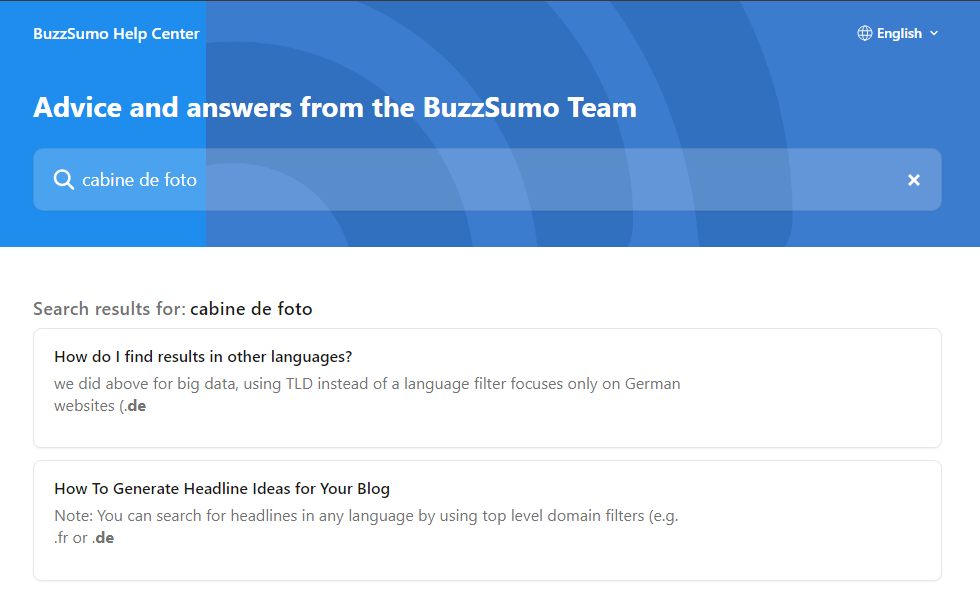 BuzzSumo Help Center
English
Advice and answers from the BuzzSumo Team
cabine de foto
Search results for: cabine de foto
How do I find results in other languages?
we did above for big data, using TLD instead of a language filter focuses only on German
websites (.de
How To Generate Headline Ideas for Your Blog
Note: You can search for headlines in any language by using top level domain filters (e.g.
.fr or .de